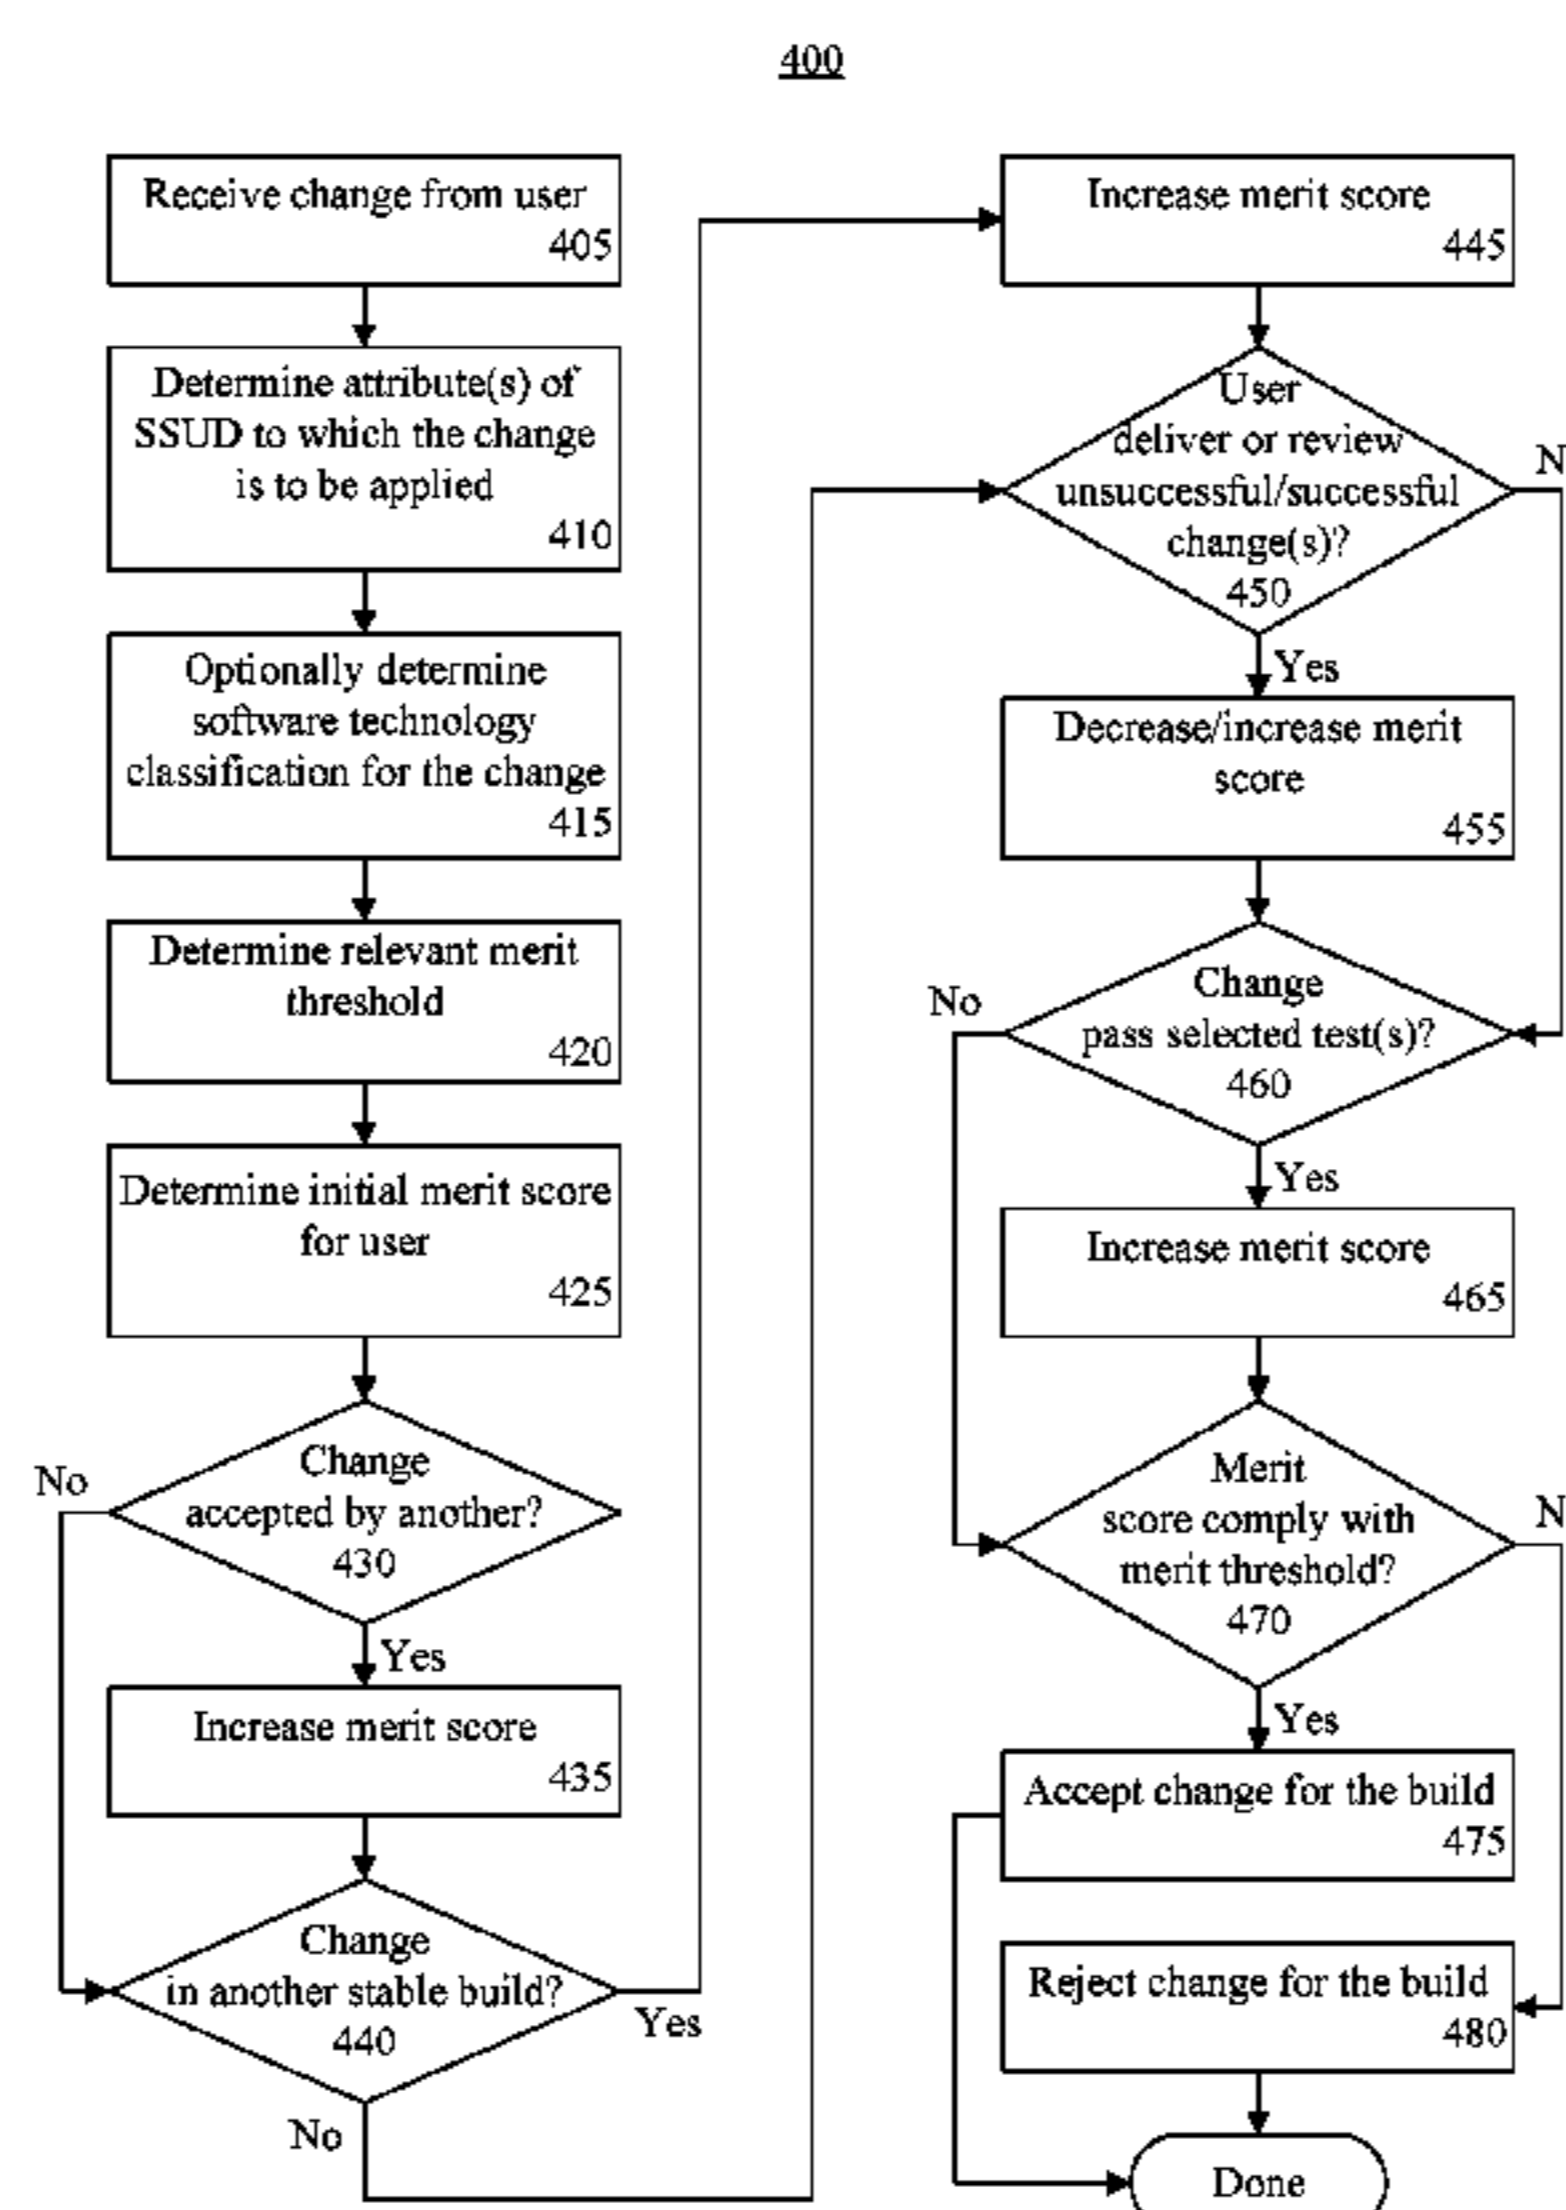 400
Receive change from user
405
Determine attribute(s) of
SSUD to which the change
is to be applied
410
Optionally determine
software technology
classification for the change
415
Determine relevant merit
threshold
420
Determine initial merit score
for user
425
Change
accepted by another?
430
No
Yes
Increase merit score
435
Change
in another stable build?
440
Yes
No
Increase merit score
445
User
deliver or review
unsuccessful/successful
change(s)?
450
N
Yes
Decrease/increase merit
score
455
Change
pass selected test(s)?
460
No
Yes
Increase merit score
465
Merit
score comply with
merit threshold?
470
N
Yes
Accept change for the build
475
Reject change for the build
480
Done